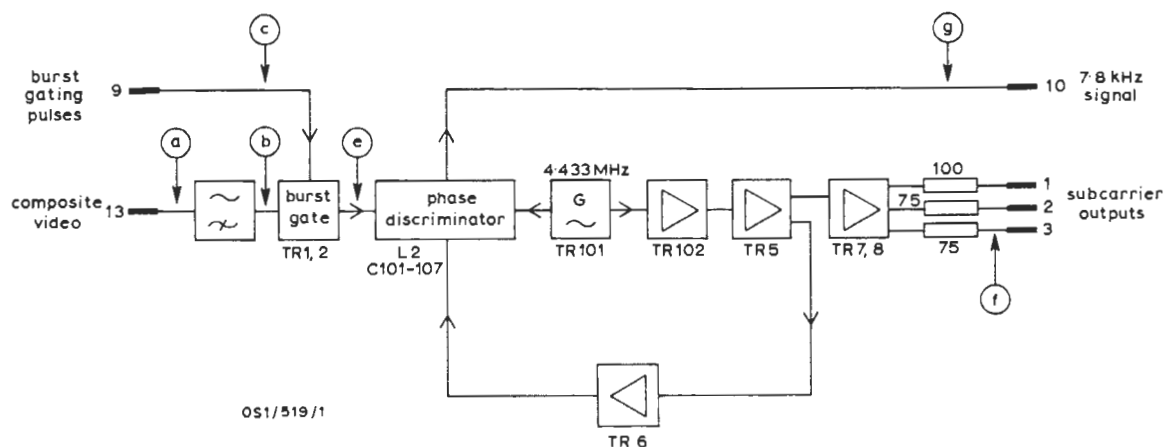 c
g
burst
gating
pulses
9
10
7·8 kHz
signal
a
b
e
composite
video
13
burst
gate
TR1, 2
phase
discriminator
L 2
C101-107
4·433 MHz
G
TR101
TR102
TR5
TR7, 8
100
75
75
1
2
3
subcarrier
outputs
f
TR 6
OS1/519/1